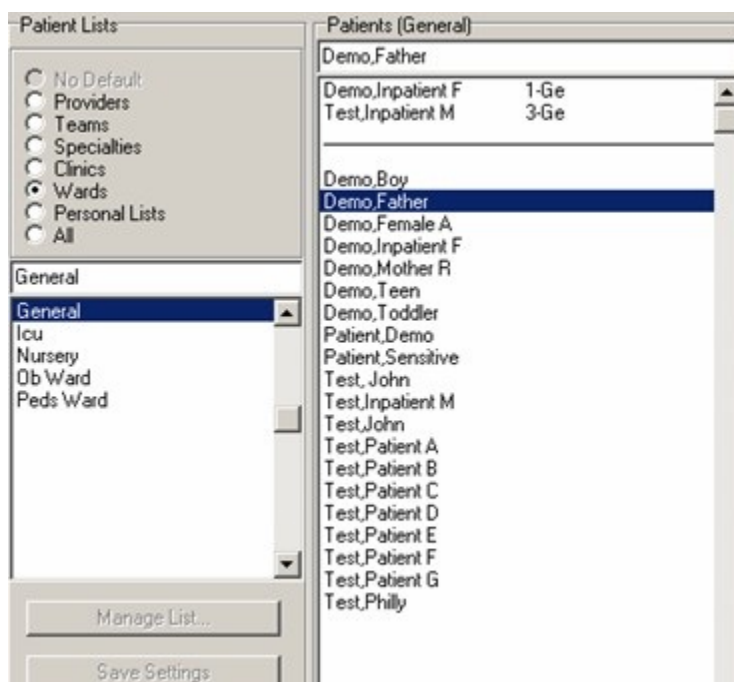 Patient Lists
No Default
Providers
Teams
Specialties
Clinics
Wards
Personal Lists
All
General
General
Icu
Nursery
Ob Ward
Peds Ward
Manage List...
Save Settings
Patients (General)
Demo,Father
Demo,Inpatient F 1-Ge
Test,Inpatient M 3-Ge
Demo,Boy
Demo,Father
Demo,Female A
Demo,Inpatient F
Demo,Mother R
Demo,Teen
Demo,Toddler
Patient,Demo
Patient,Sensitive
Test, John
Test,Inpatient M
Test,John
Test,Patient A
Test,Patient B
Test,Patient C
Test,Patient D
Test,Patient E
Test,Patient F
Test,Patient G
Test,Philly